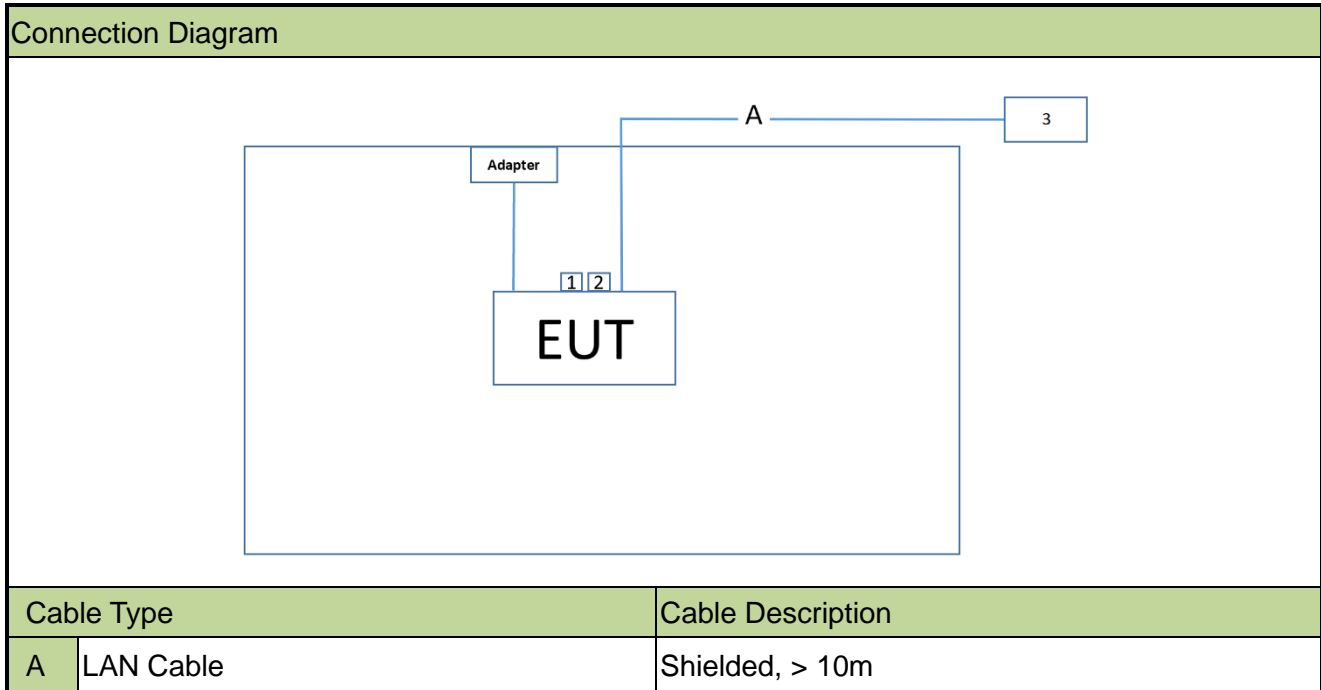 Connection Diagram
A
3
Adapter
1 2
EUT
Cable Type Cable Description
A LAN Cable Shielded, > 10m